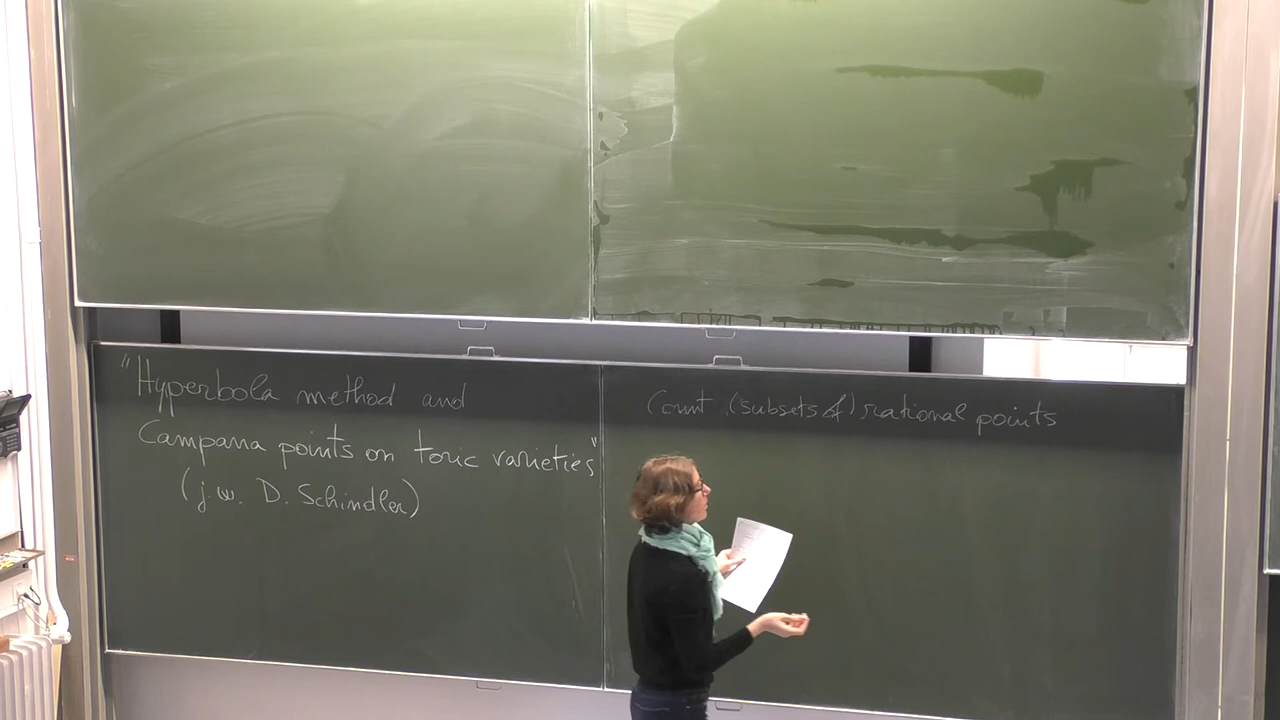 "Hyperbola method and
Campana points on toric varieties"
(j.w. D. Schindler)
Count (subsets of) rational points